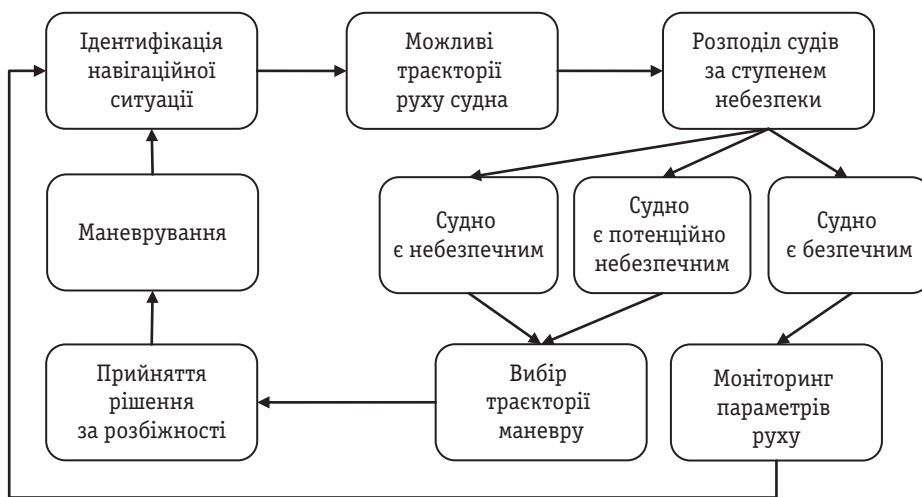 Ідентифікація
навігаційної
ситуації
Можливі
траєкторії
руху судна
Розподіл судів
за ступенем
небезпеки
Маневрування
Судно
є небезпечним
Судно
є потенційно
небезпечним
Судно
є безпечним
Прийняття
рішення
за розбіжності
Вибір
траєкторії
маневру
Моніторинг
параметрів
руху